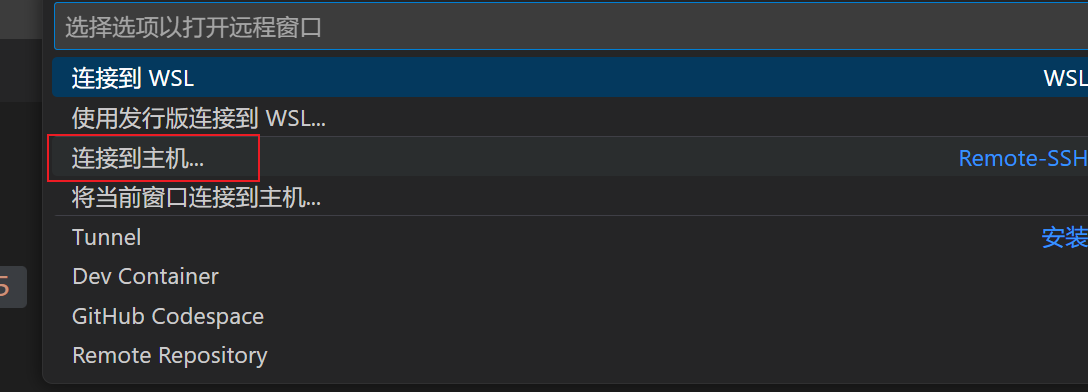 选择选项以打开远程窗口
连接到 WSL WSL
使用发行版连接到 WSL...
连接到主机... Remote-SSH
将当前窗口连接到主机...
Tunnel 安装
Dev Container
5
GitHub Codespace
Remote Repository